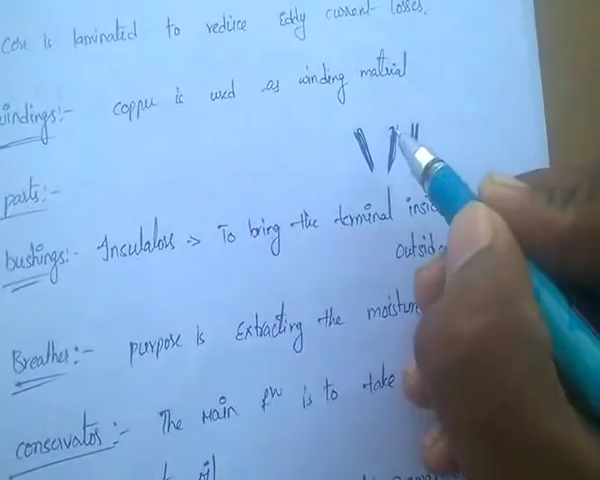 core is laminated to reduce Eddy current losses.
windings:- copper is used as winding material
parts:-
bushings:- Insulators -> To bring the terminal insid
outside
Breather:- purpose is Extracting the moisture
conservator:- The main fn is to take